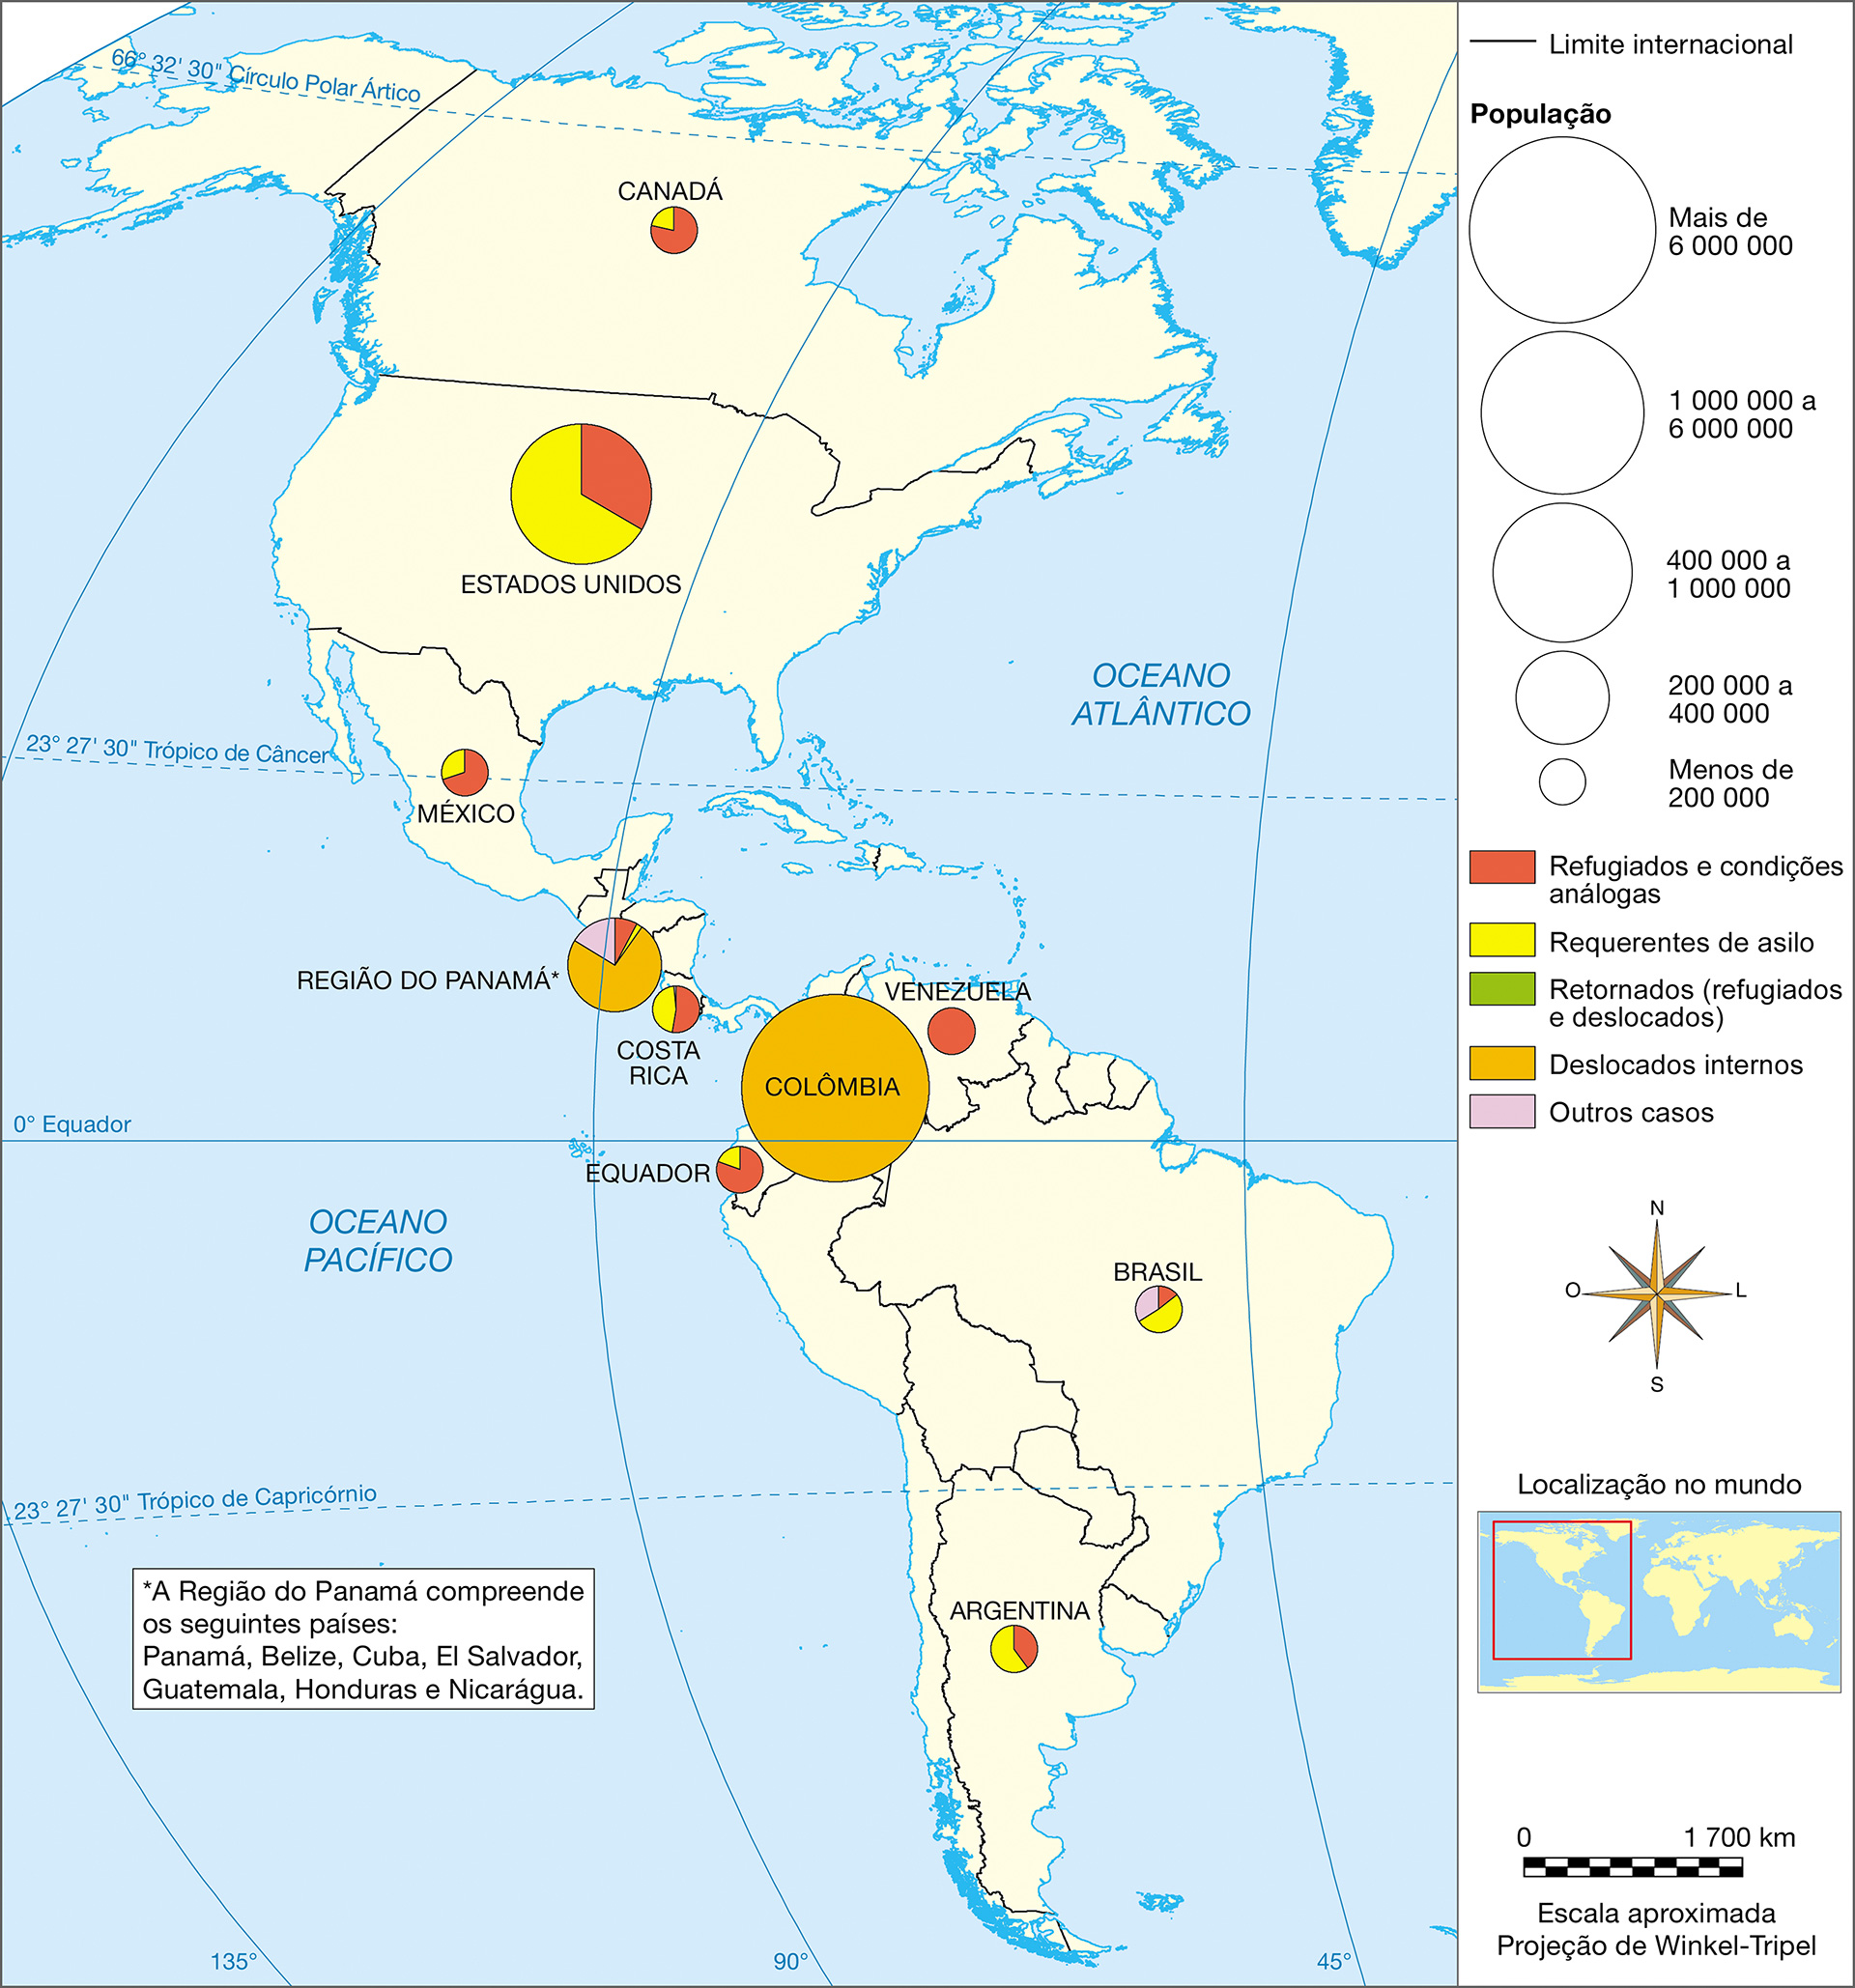 66° 32' 30" Círculo Polar Ártico
CANADÁ
ESTADOS UNIDOS
OCEANO
ATLÂNTICO
23° 27' 30" Trópico de Câncer
MÉXICO
REGIÃO DO PANAMÁ*
VENEZUELA
COSTA
RICA
COLÔMBIA
0° Equador
EQUADOR
OCEANO
PACÍFICO
BRASIL
23° 27' 30" Trópico de Capricórnio
ARGENTINA
*A Região do Panamá compreende
os seguintes países:
Panamá, Belize, Cuba, El Salvador,
Guatemala, Honduras e Nicarágua.
135°
90°
45°
Limite internacional
População
Mais de
6 000 000
1 000 000 a
6 000 000
400 000 a
1 000 000
200 000 a
400 000
Menos de
200 000
Refugiados e condições
análogas
Requerentes de asilo
Retornados (refugiados
e deslocados)
Deslocados internos
Outros casos
N
O
L
S
Localização no mundo
0 1 700 km
Escala aproximada
Projeção de Winkel-Tripel